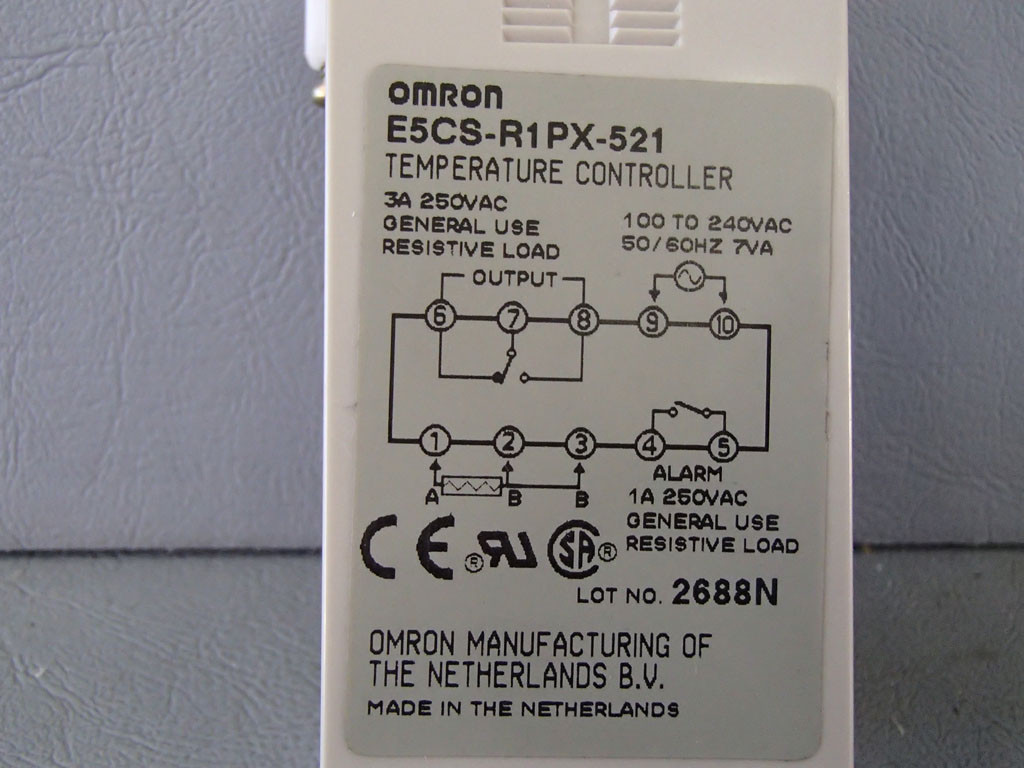 OMRON
E5CS-R1PX-521
TEMPERATURE CONTROLLER
3A 250VAC
GENERAL USE
RESISTIVE LOAD
100 TO 240VAC
50/60HZ 7VA
OUTPUT
6 7 8 9 10
1 2 3 4 5
A B B
ALARM
1A 250VAC
GENERAL USE
RESISTIVE LOAD
CE ® RU SA ®
LOT NO. 2688N
OMRON MANUFACTURING OF
THE NETHERLANDS B.V.
MADE IN THE NETHERLANDS